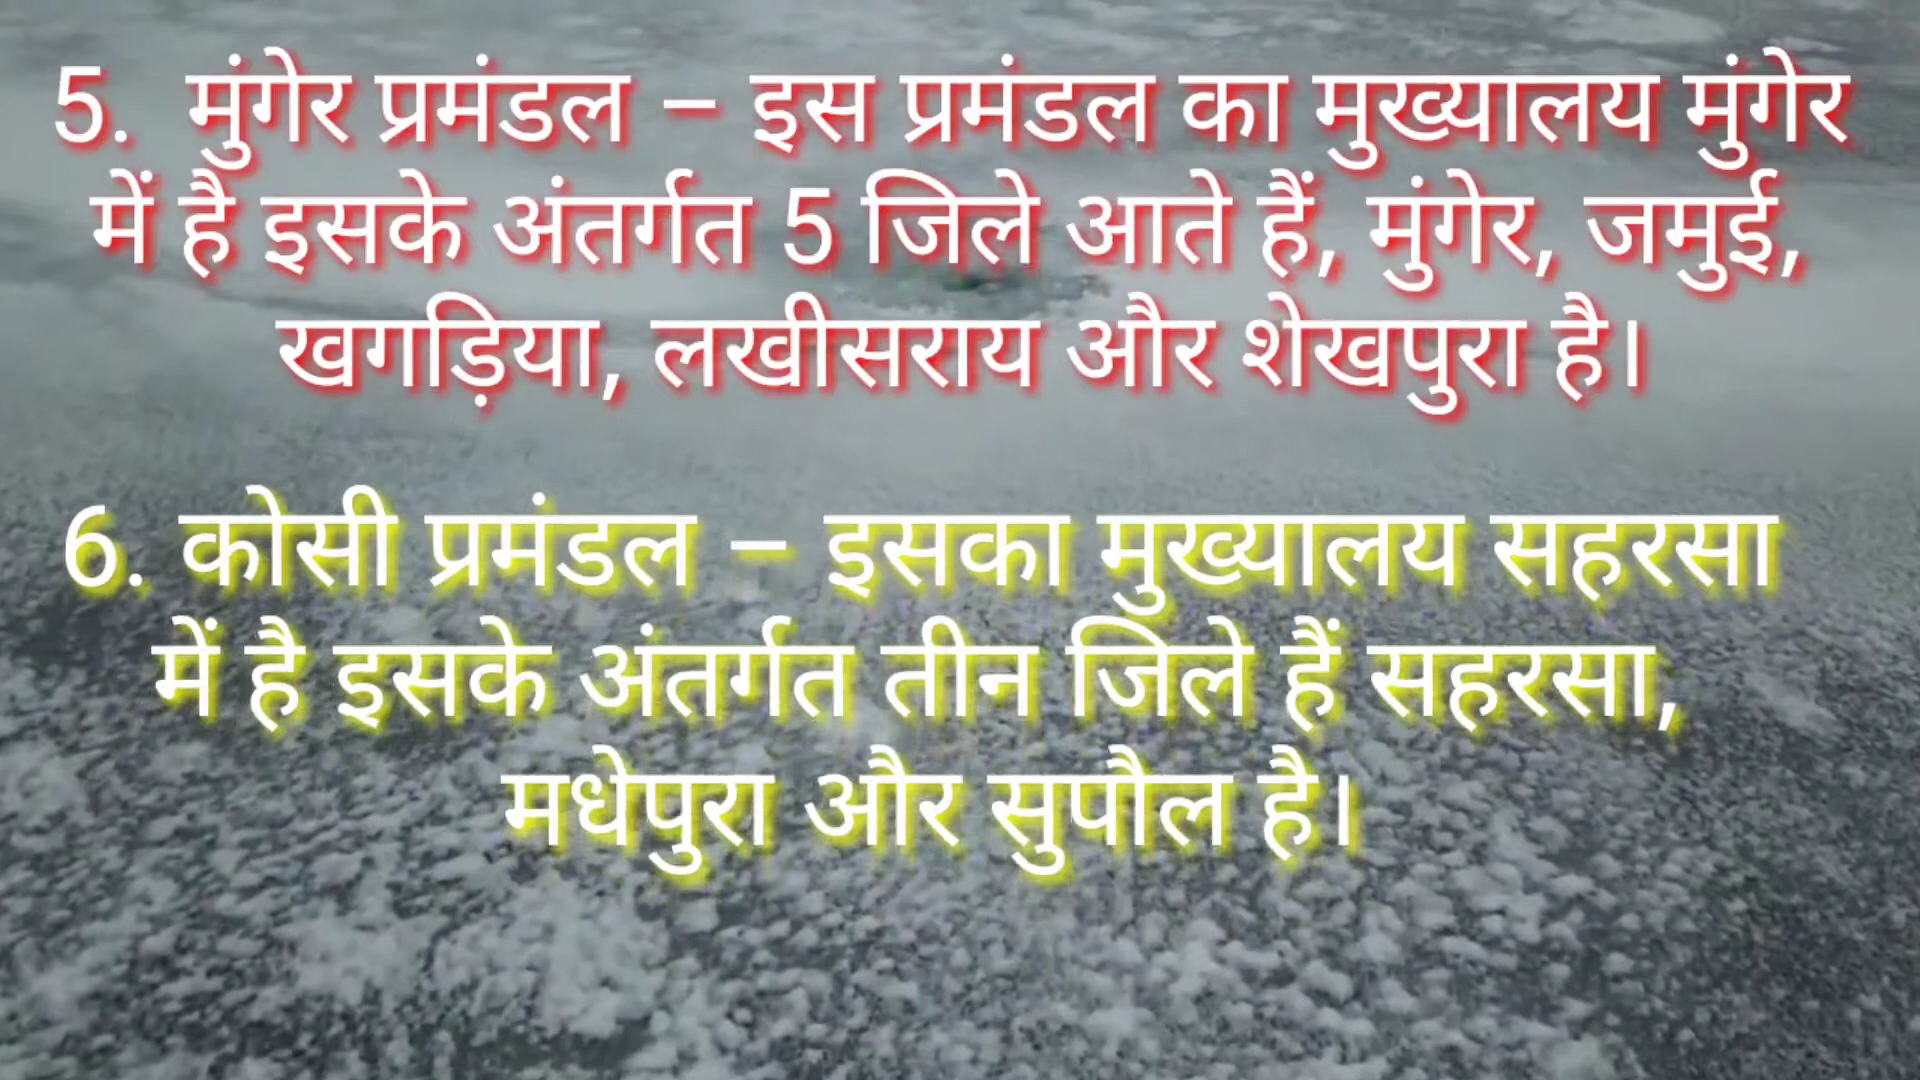 5. मुंगेर प्रमंडल – इस प्रमंडल का मुख्यालय मुंगेर
में है इसके अंतर्गत 5 जिले आते हैं, मुंगेर, जमुई,
खगड़िया, लखीसराय और शेखपुरा है।
6. कोसी प्रमंडल – इसका मुख्यालय सहरसा
में है इसके अंतर्गत तीन जिले हैं सहरसा,
मधेपुरा और सुपौल है।